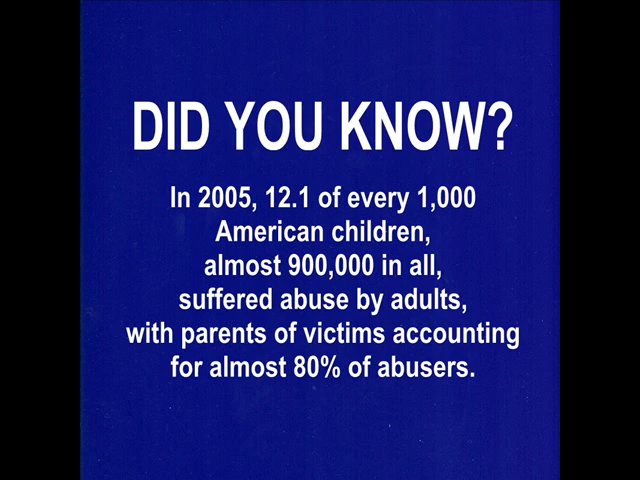 DID YOU KNOW?
In 2005, 12.1 of every 1,000
American children,
almost 900,000 in all,
suffered abuse by adults,
with parents of victims accounting
for almost 80% of abusers.